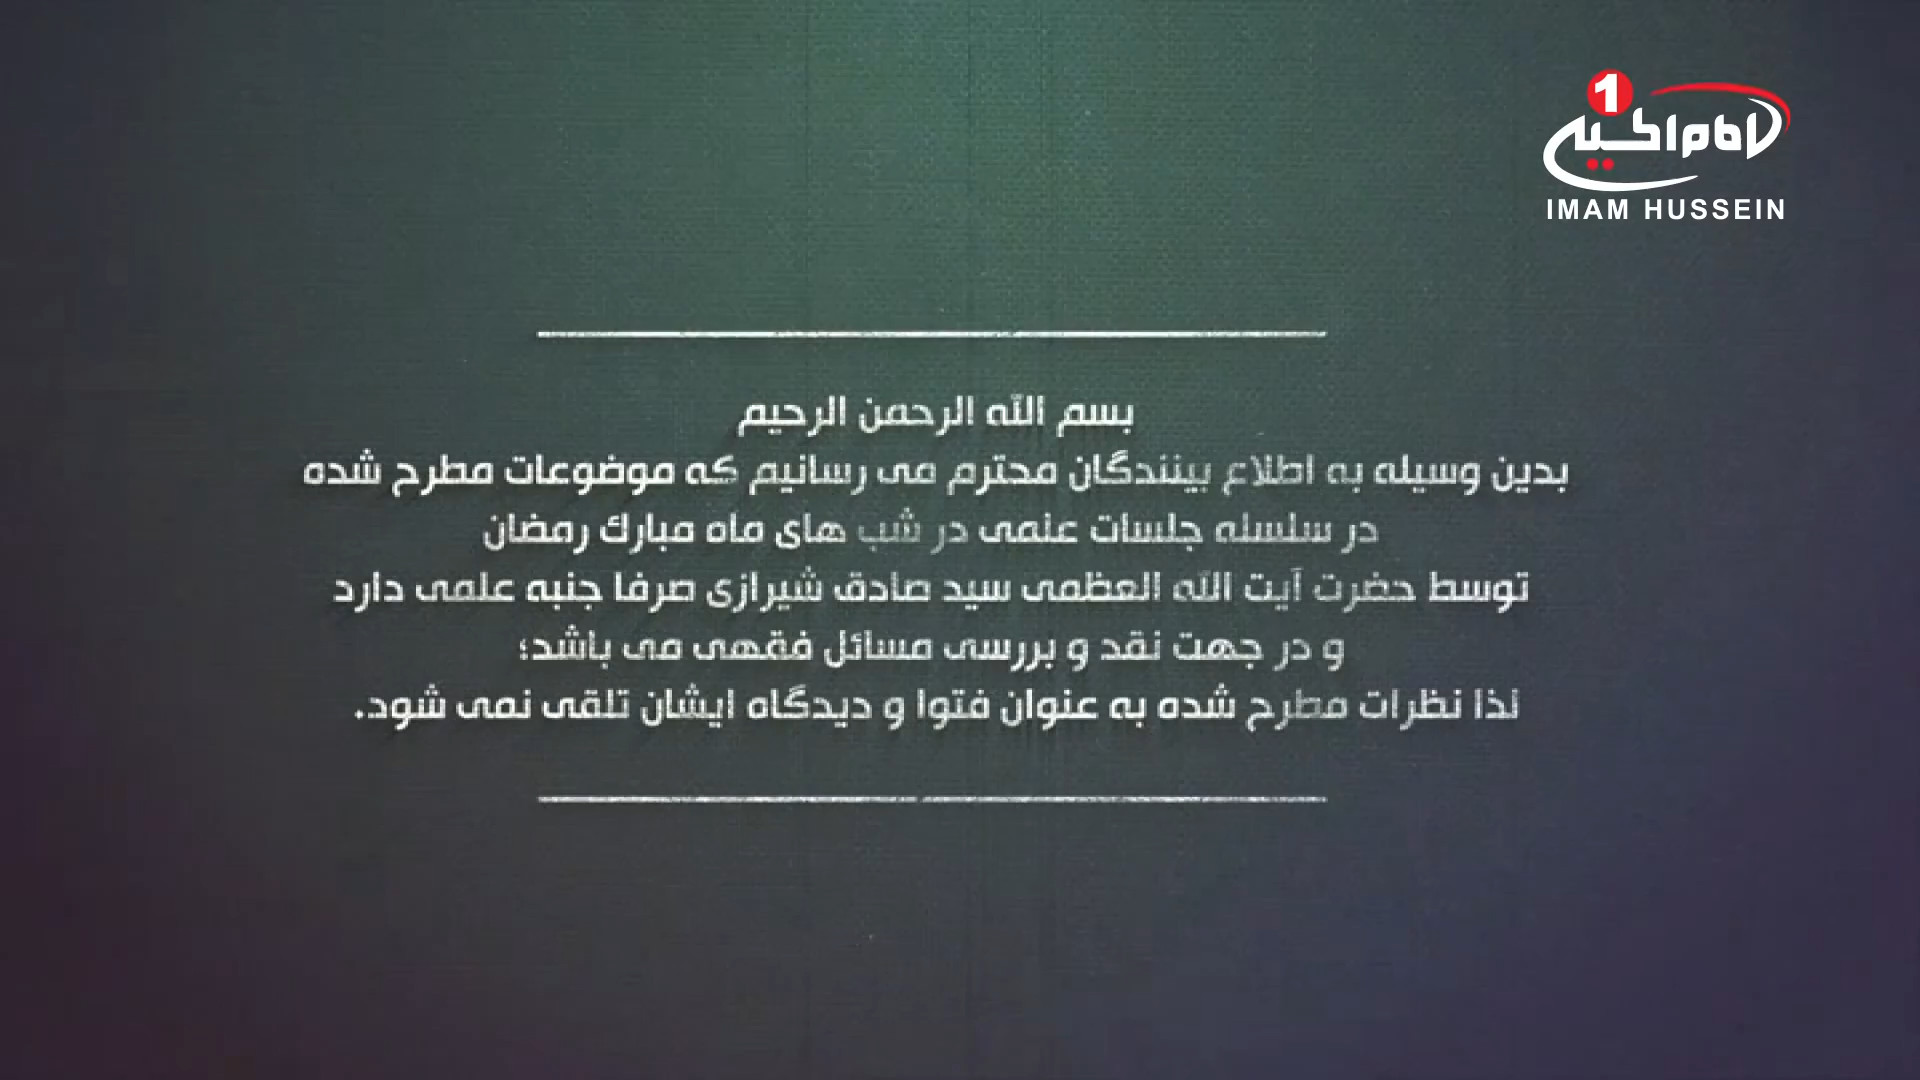 1
امام الحسین
IMAM HUSSEIN
بسم الله الرحمن الرحیم
بدین وسیله به اطلاع بینندگان محترم می رسانیم که موضوعات مطرح شده
در سلسله جلسات علمی در شب های ماه مبارک رمضان
توسط حضرت آیت الله العظمی سید صادق شیرازی صرفا جنبه علمی دارد
و در جهت نقد و بررسی مسائل فقهی می باشد؛
لذا نظرات مطرح شده به عنوان فتوا و دیدگاه ایشان تلقی نمی شود.